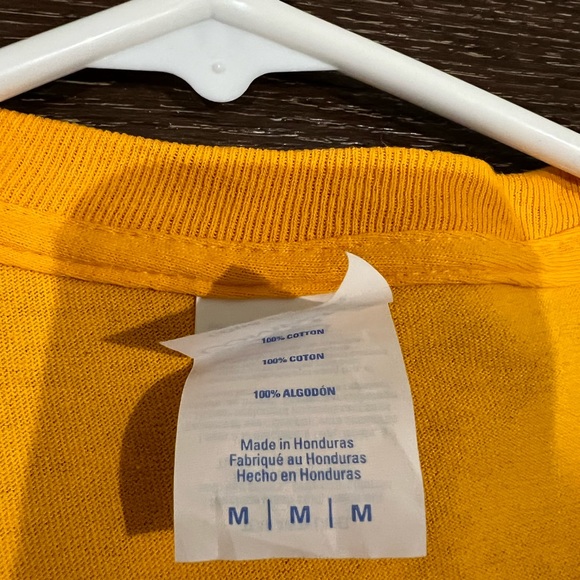 100% COTTON
100% COTON
100% ALGODÓN
Made in Honduras
Fabriqué au Honduras
Hecho en Honduras
M | M | M